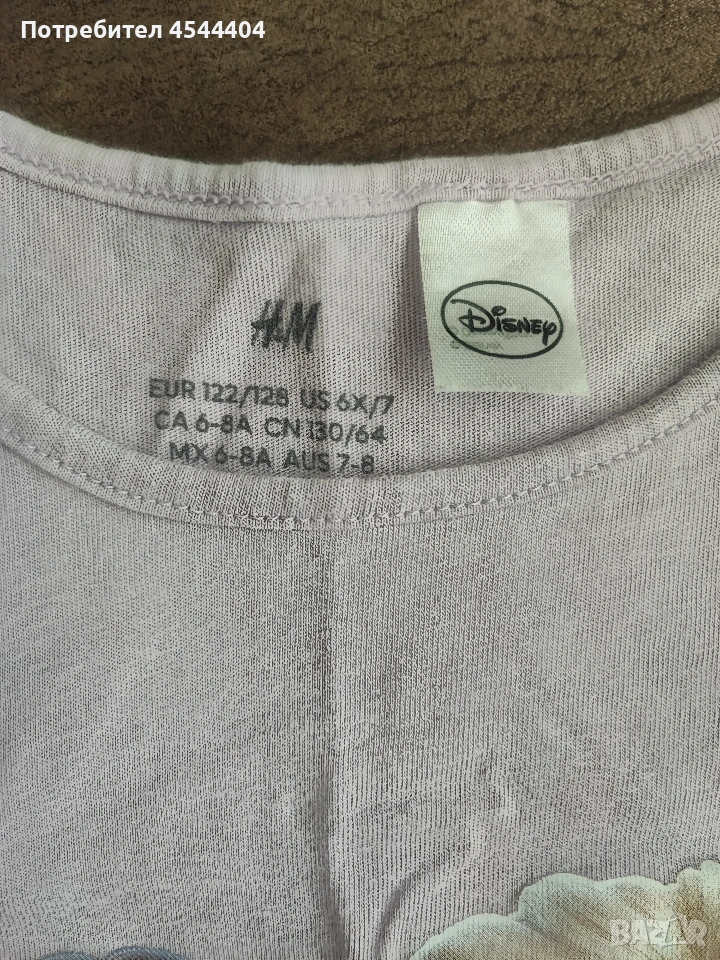 Потребител 4544404
H&M
Disney
EUR 122/128 US 6X/7
CA 6-8A CN 130/64
MX 6-8A AUS 7-8
BAZAR